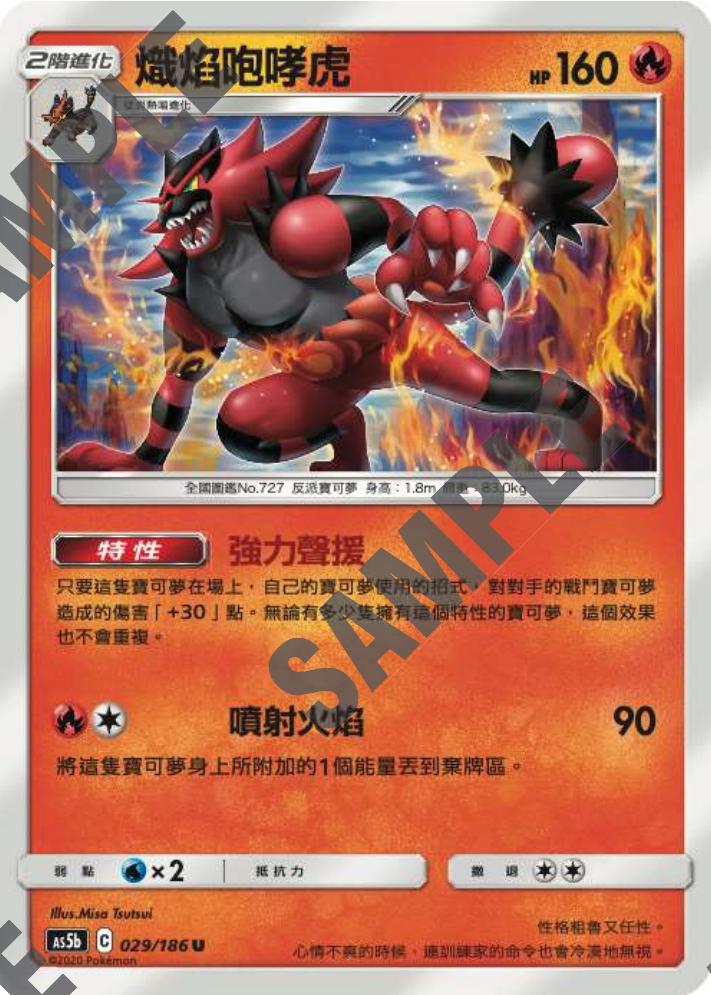 2階進化
熾焰咆哮虎
HP 160
從炎熱喵進化
全國圖鑑No.727 反派寶可夢 身高：1.8m 體重：83.0kg
特性 強力聲援
只要這隻寶可夢在場上，自己的寶可夢使用的招式，對對手的戰鬥寶可夢
造成的傷害「+30」點。無論有多少隻擁有這個特性的寶可夢，這個效果
也不會重複。
噴射火焰 90
將這隻寶可夢身上所附加的1個能量丟到棄牌區。
弱點 ×2 抵抗力 撤退
Illus.Misa Tsutsui
性格粗魯又任性。
AS5b C 029/186 U
心情不爽的時候，連訓練家的命令也會冷漠地無視。
©2020 Pokémon
SAMPLE
SAMPLE